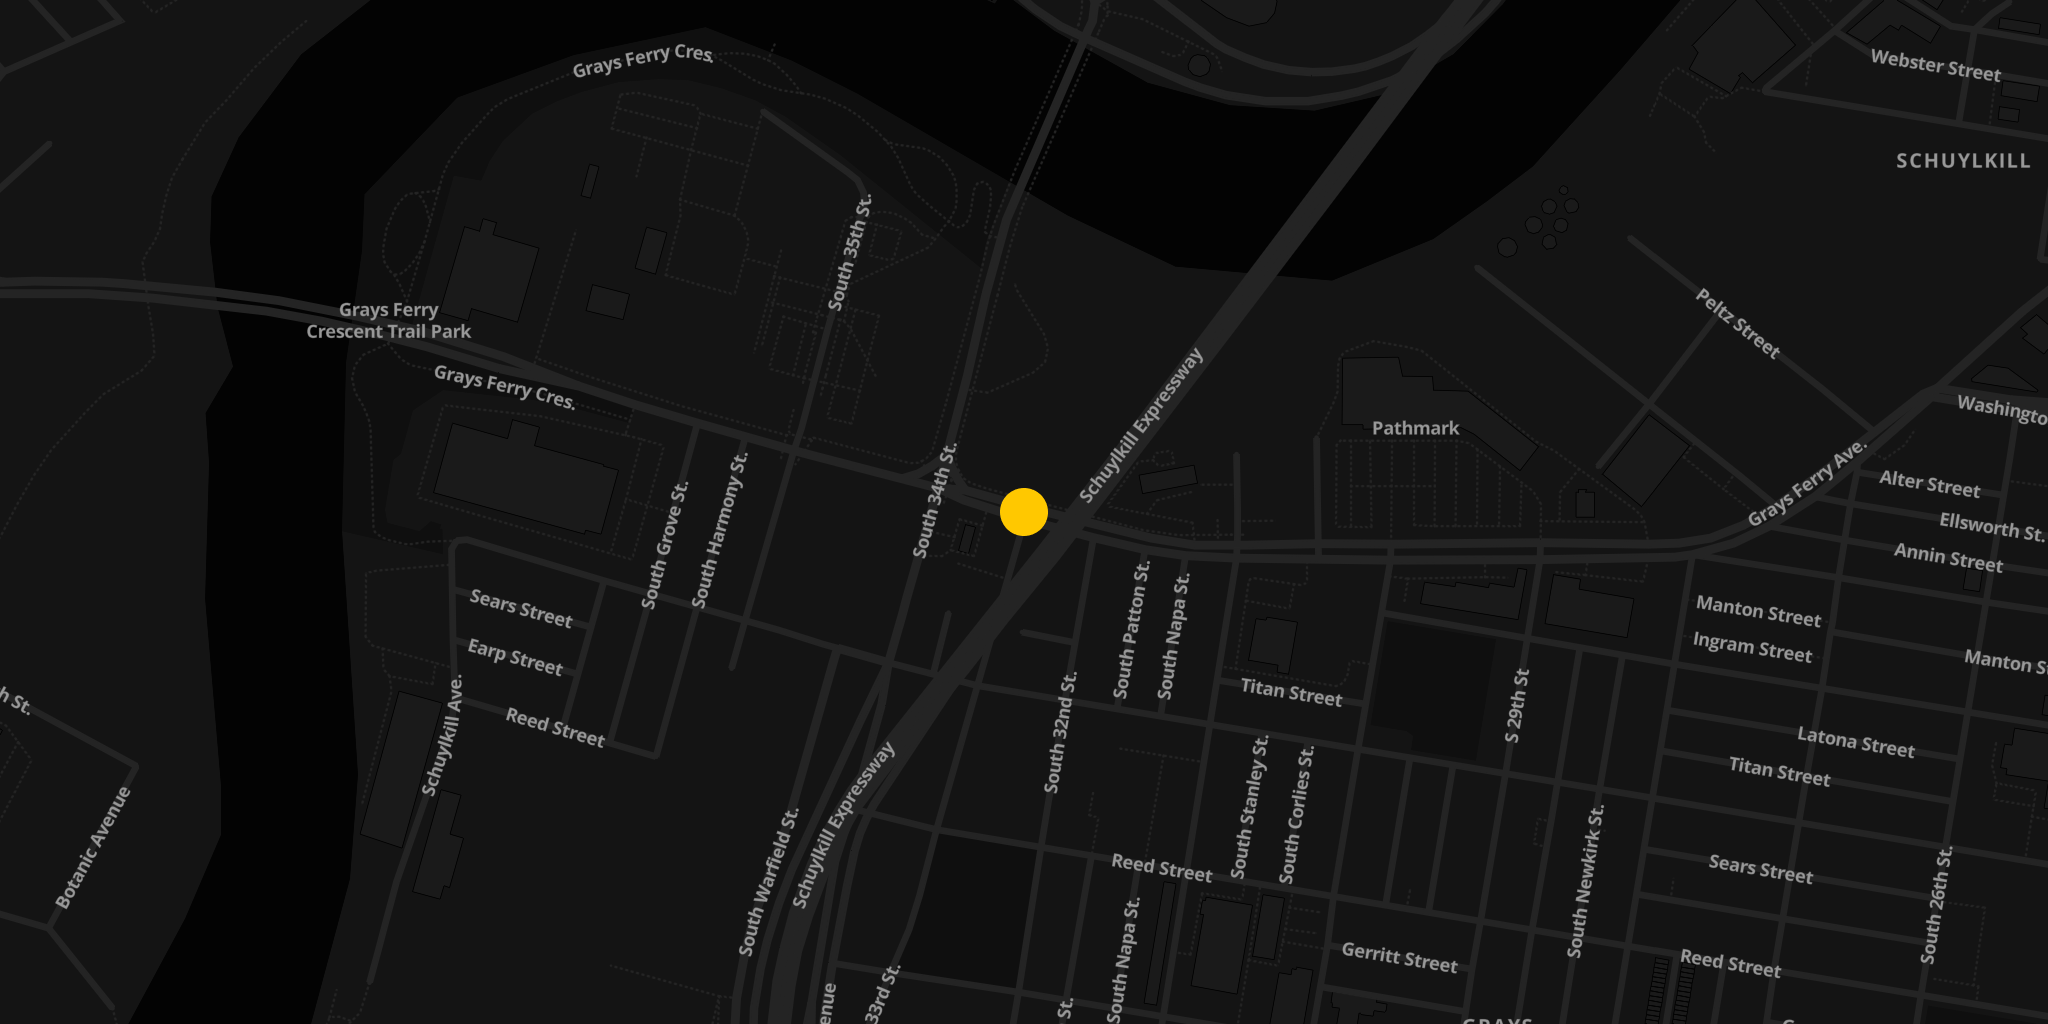 Grays Ferry Cres.
Webster Street
SCHUYLKILL
South 35th St.
Grays Ferry
Crescent Trail Park
Peltz Street
Grays Ferry Cres.
Schuylkill Expressway
Pathmark
Washingto
Grays Ferry Ave.
Alter Street
South 34th St.
South Grove St.
South Harmony St.
Ellsworth St.
Annin Street
Sears Street
Manton Street
Earp Street
South Patton St.
South Napa St.
Ingram Street
Manton S
h St.
Schuylkill Ave.
Titan Street
South 32nd St.
S 29th St
Reed Street
Latona Street
Titan Street
South Stanley St.
South Corlies St.
Schuylkill Expressway
Botanic Avenue
South Warfield St.
South Newkirk St.
Reed Street
Sears Street
South 26th St.
South Napa St.
Gerritt Street
Reed Street
enue
33rd St.
St.
GRAYS